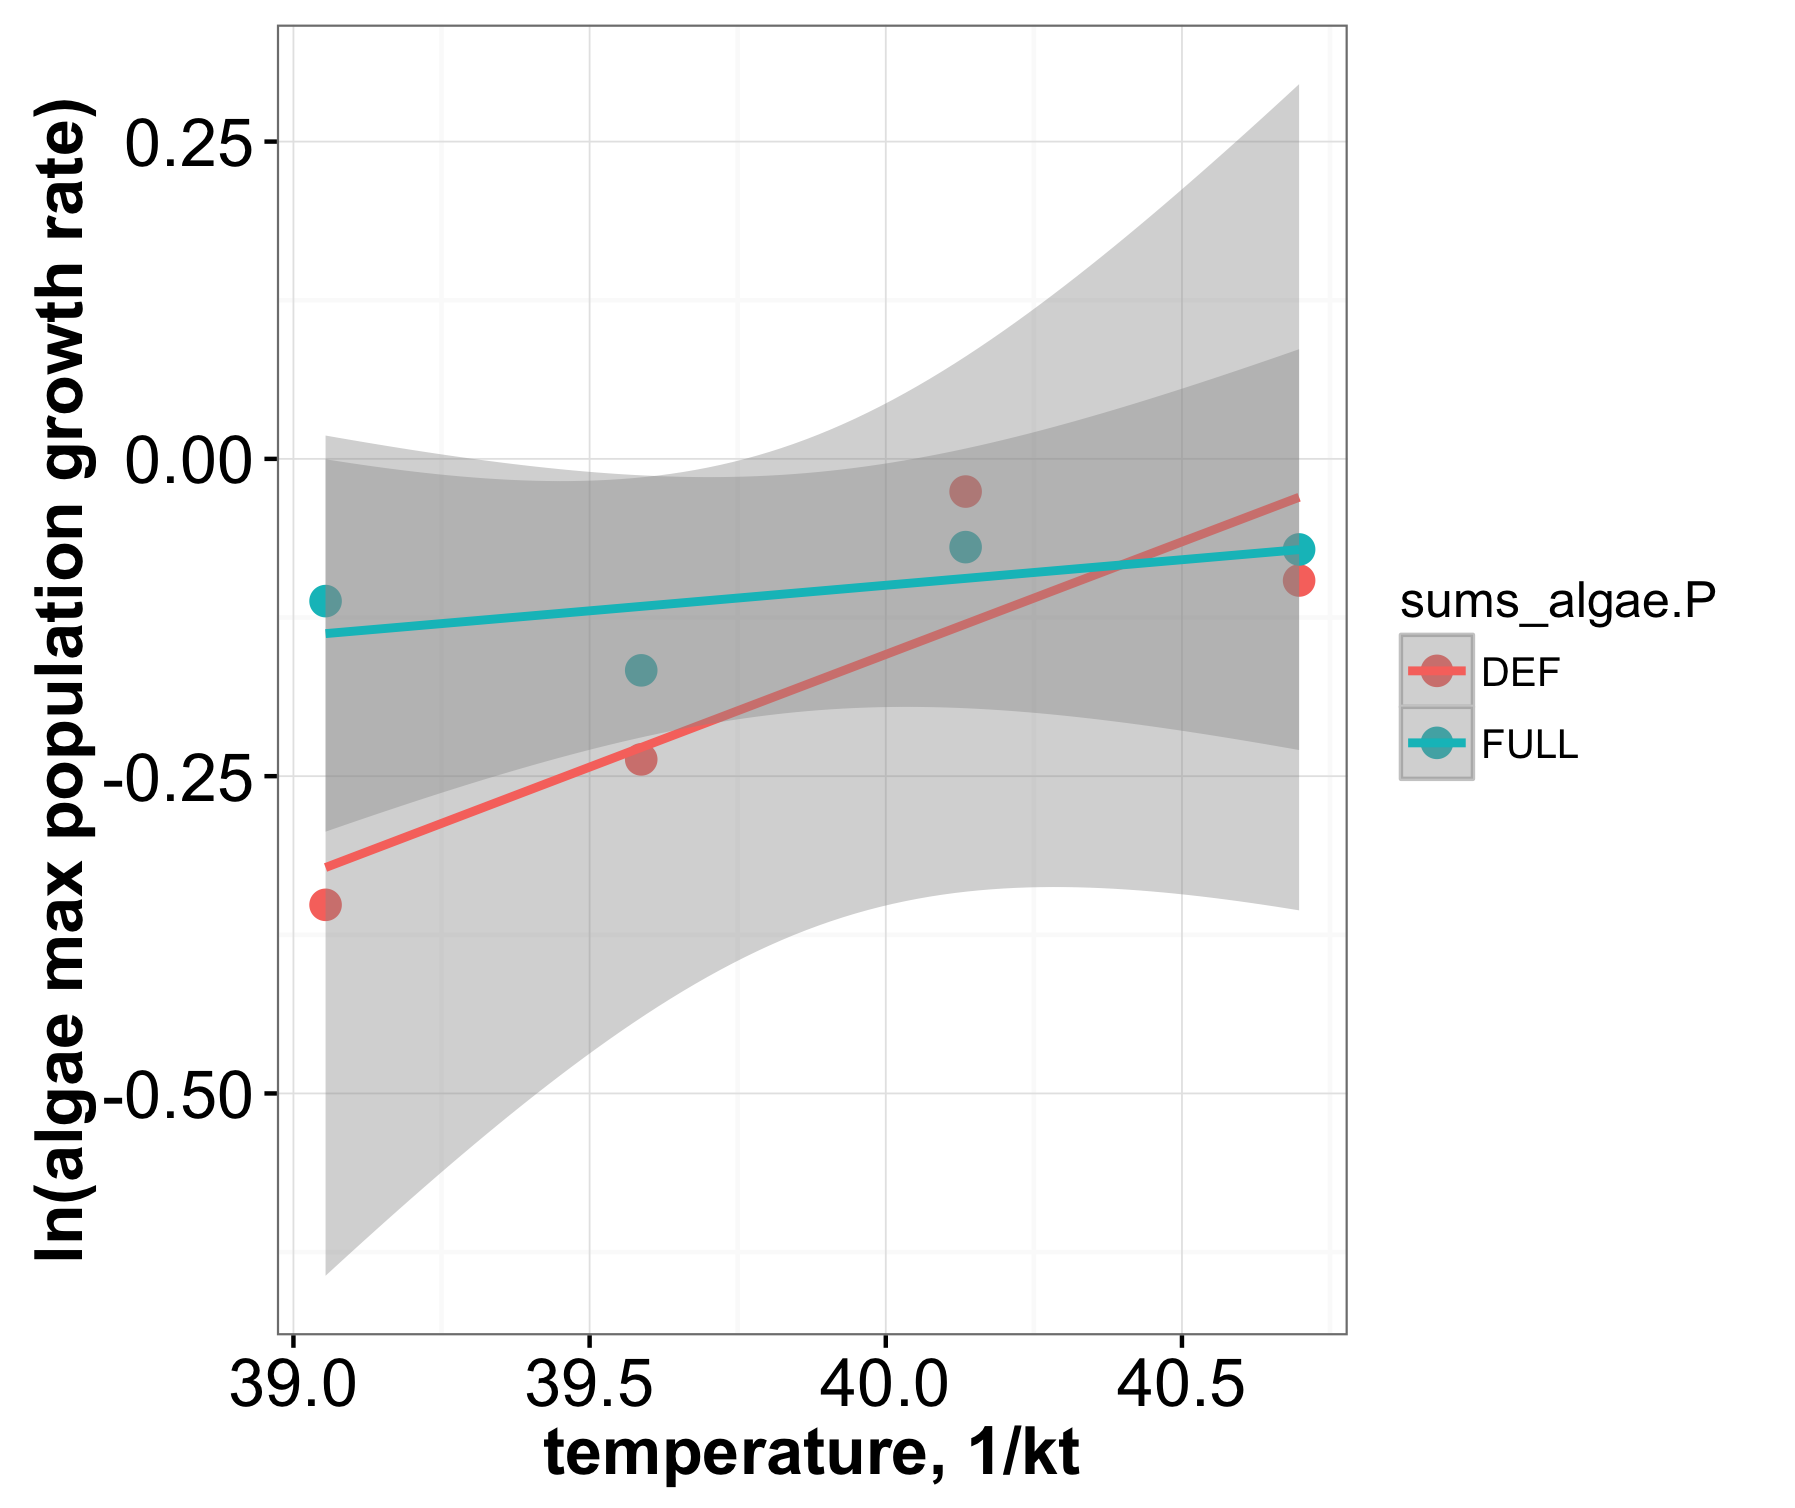 ln(algae max population growth rate)
0.25
0.00
-0.25
-0.50
39.0 39.5 40.0 40.5
temperature, 1/kt
sums_algae.P
DEF
FULL